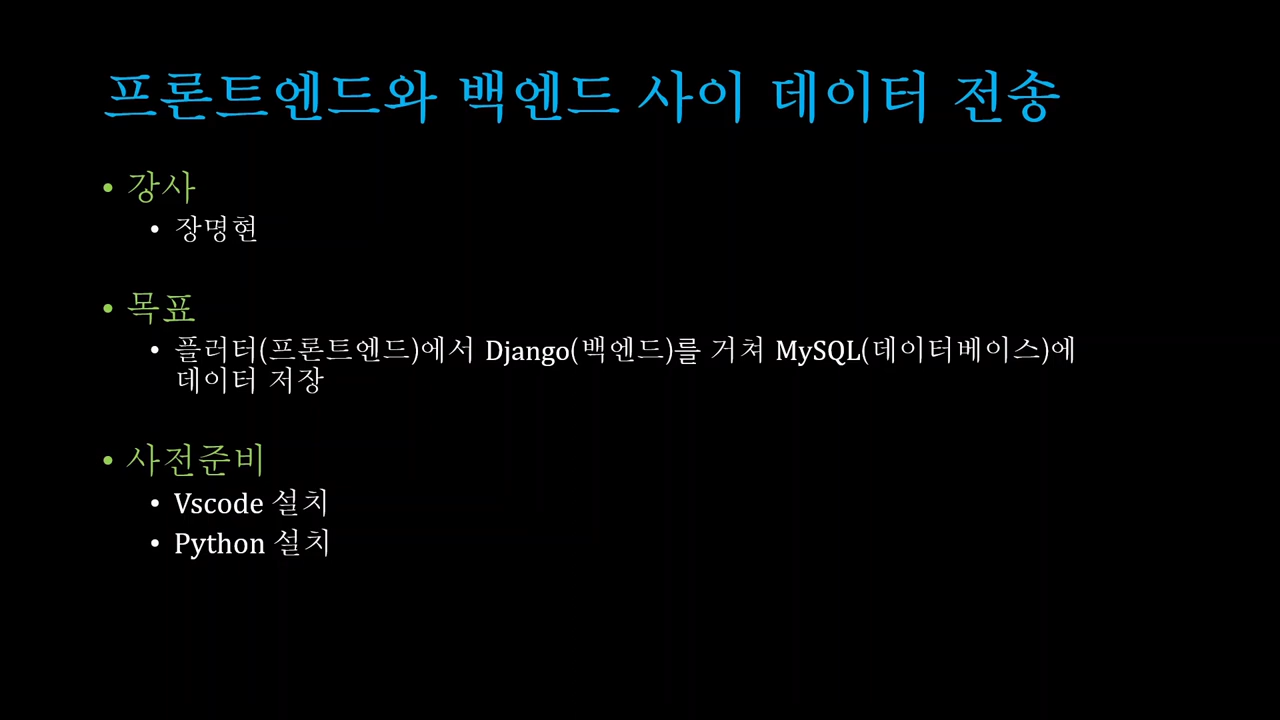 프론트엔드와 백엔드 사이 데이터 전송
• 강사
• 장명현
• 목표
• 플러터(프론트엔드)에서 Django(백엔드)를 거쳐 MySQL(데이터베이스)에
데이터 저장
• 사전준비
• Vscode 설치
• Python 설치